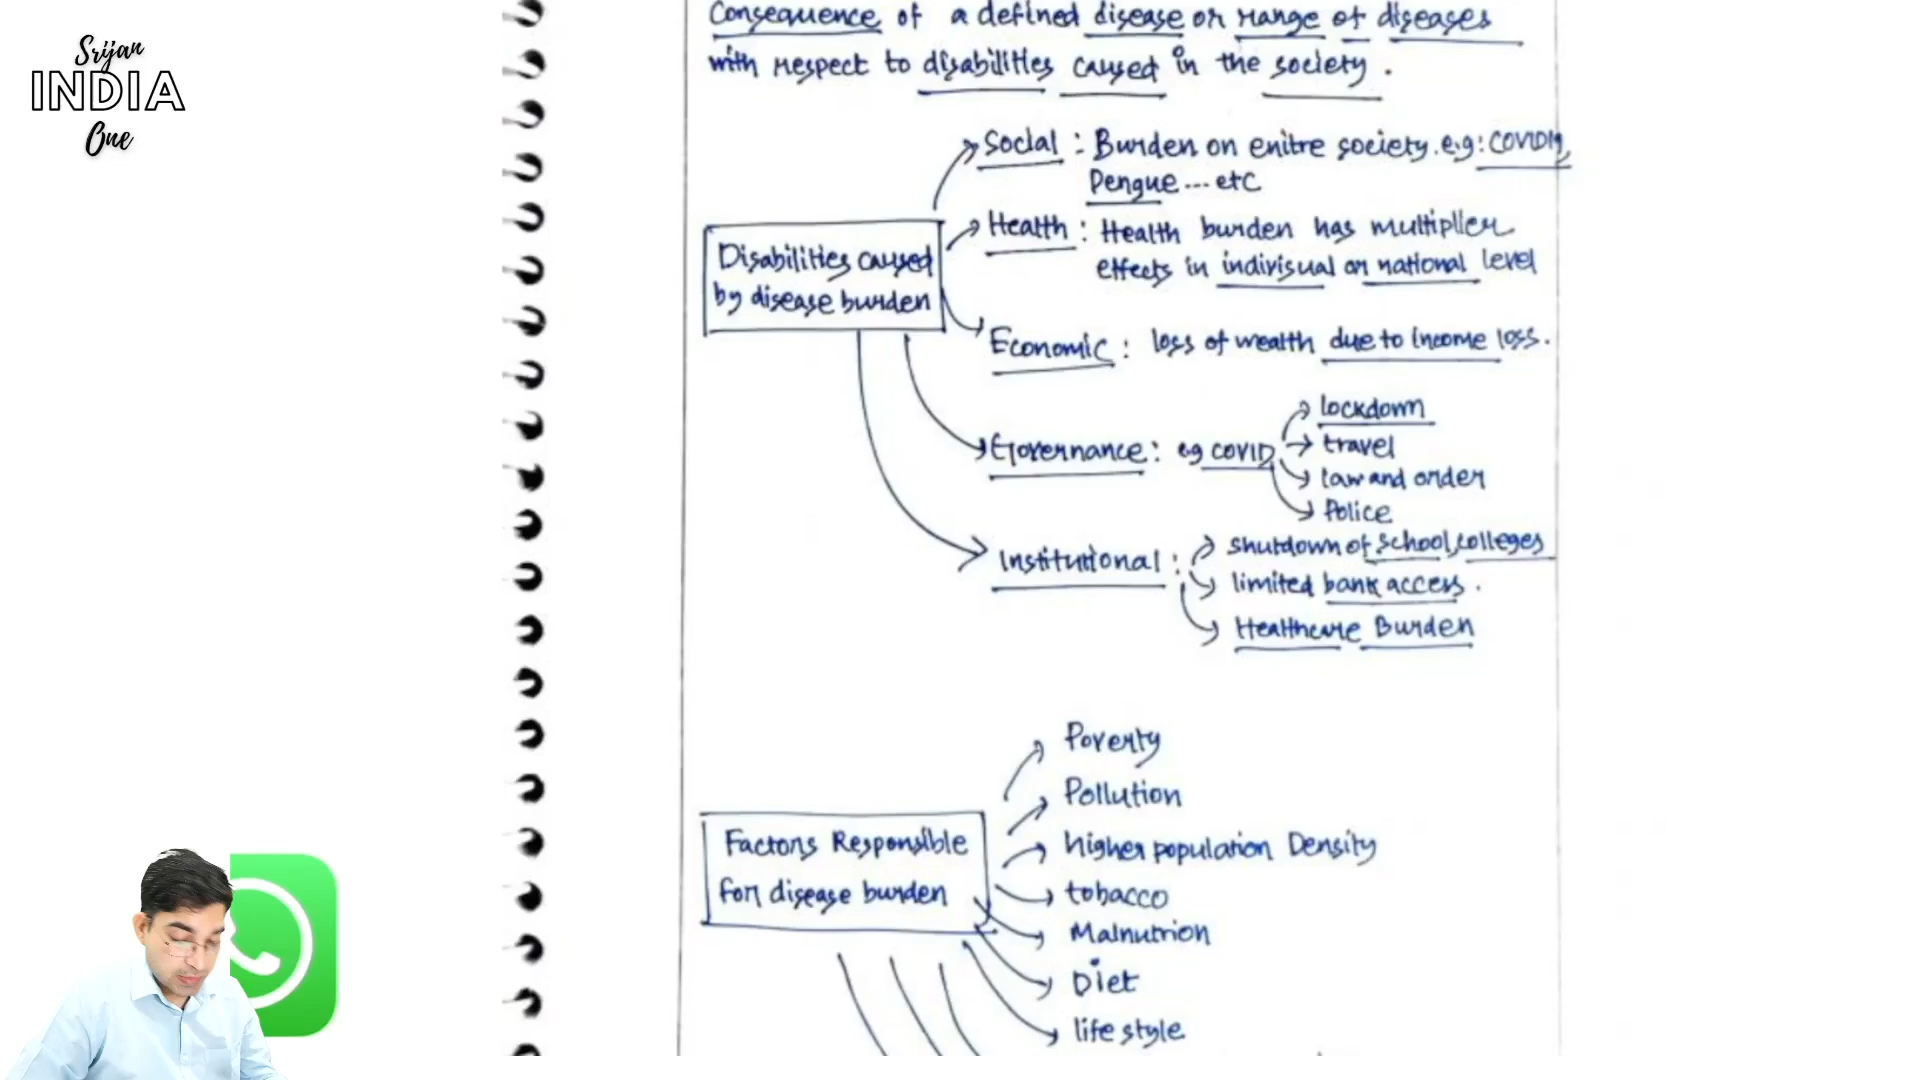 Srijan
INDIA
One
Consequence of a defined disease or range of diseases
with respect to disabilities caused in the society.
Social : Burden on enitre society. e.g: COVID19,
Dengue ... etc
Disabilities caused
by disease burden
Health : Health burden has multiplier
effects in indivisual or national level
Economic : loss of wealth due to income loss.
Governance : eg COVID
lockdown
travel
law and order
Police
Institutional :
shutdown of school, colleges
limited bank access.
Healthcare Burden
Factors Responsible
for disease burden
Poverty
Pollution
higher population Density
tobacco
Malnutrion
Diet
life style